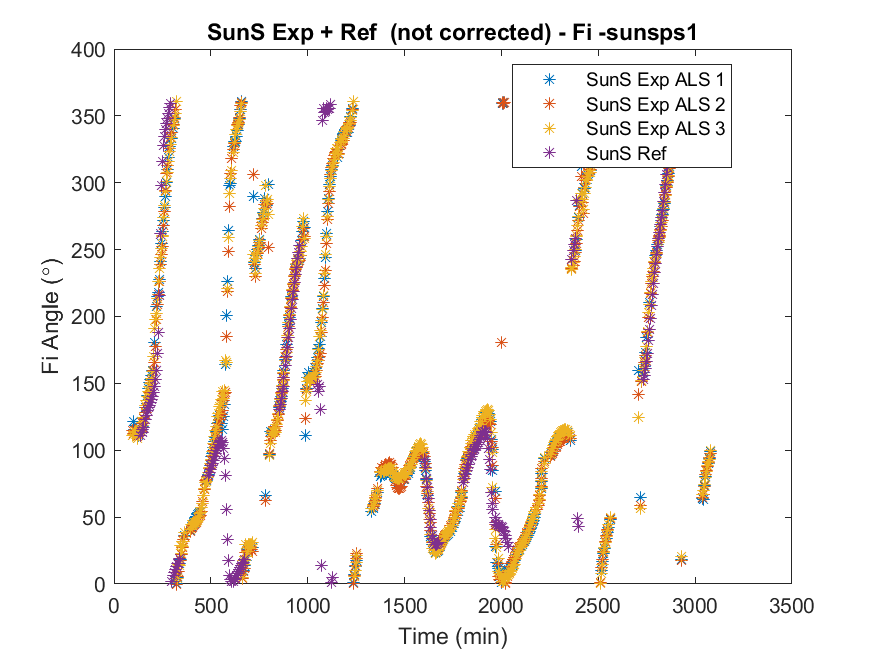 SunS Exp + Ref  (not corrected) - Fi -sunsps1
400
350
300
250
200
150
100
50
0
Fi Angle (°)
SunS Exp ALS 1
SunS Exp ALS 2
SunS Exp ALS 3
SunS Ref
0 500 1000 1500 2000 2500 3000 3500
Time (min)